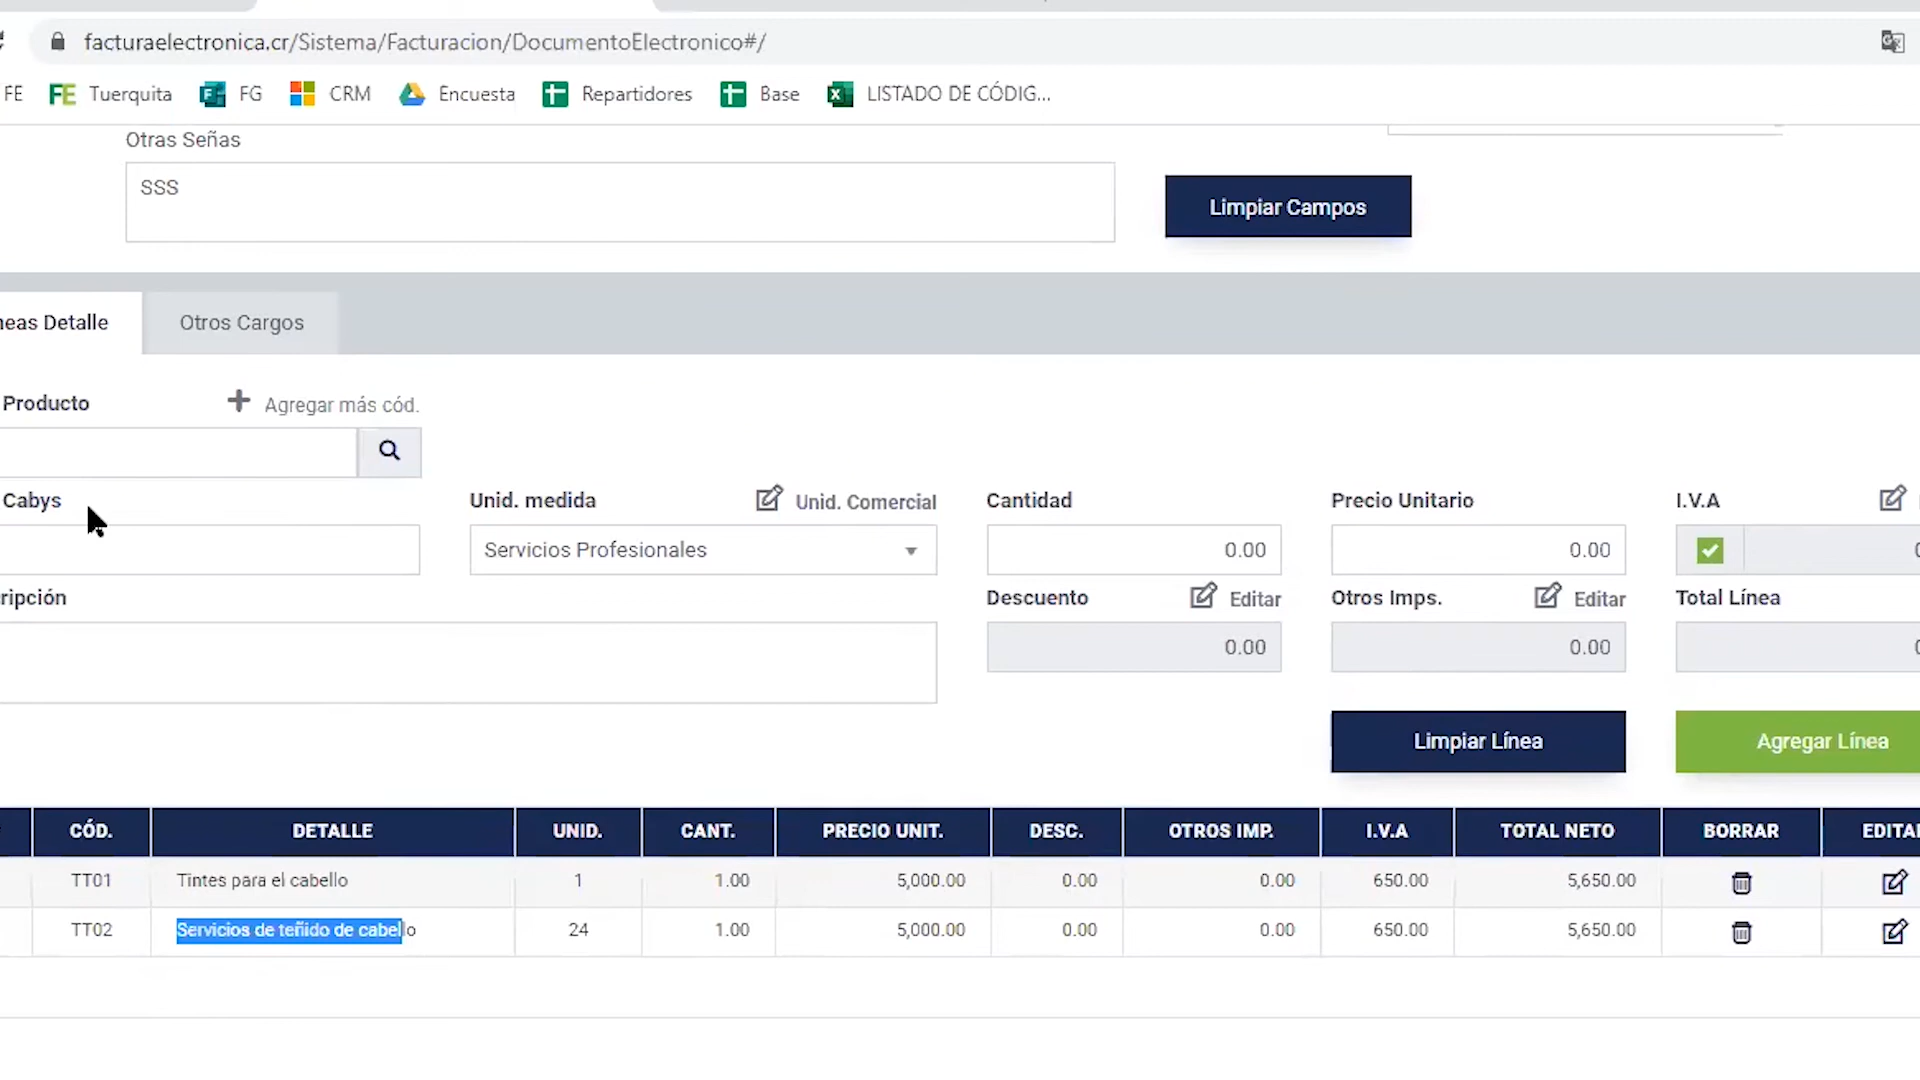 facturaelectronica.cr/Sistema/Facturacion/DocumentoElectronico#/
FE FE Tuerquita FG CRM Encuesta Repartidores Base LISTADO DE CÓDIG...
Otras Señas
SSS
Limpiar Campos
neas Detalle Otros Cargos
Producto Agregar más cód.
Cabys Unid. medida Unid. Comercial Cantidad Precio Unitario I.V.A
Servicios Profesionales 0.00 0.00
ripción Descuento Editar Otros Imps. Editar Total Línea
0.00 0.00
Limpiar Línea Agregar Línea
CÓD. DETALLE UNID. CANT. PRECIO UNIT. DESC. OTROS IMP. I.V.A TOTAL NETO BORRAR EDITA
TT01 Tintes para el cabello 1 1.00 5,000.00 0.00 0.00 650.00 5,650.00
TT02 Servicios de teñido de cabello 24 1.00 5,000.00 0.00 0.00 650.00 5,650.00